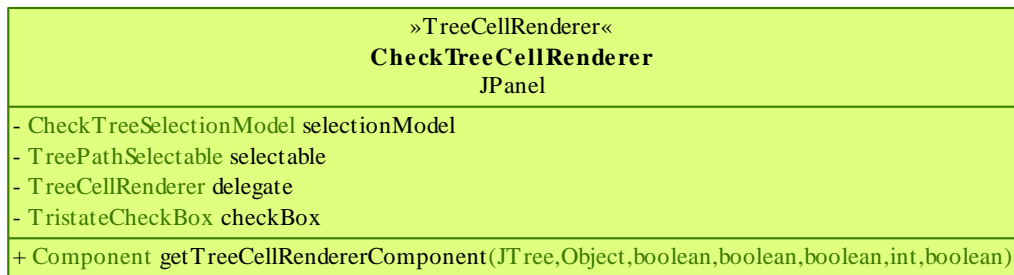 »TreeCellRenderer«
CheckTreeCellRenderer
JPanel
- CheckTreeSelectionModel selectionModel
- TreePathSelectable selectable
- TreeCellRenderer delegate
- TristateCheckBox checkBox
+ Component getTreeCellRendererComponent(JTree,Object,boolean,boolean,boolean,int,boolean)